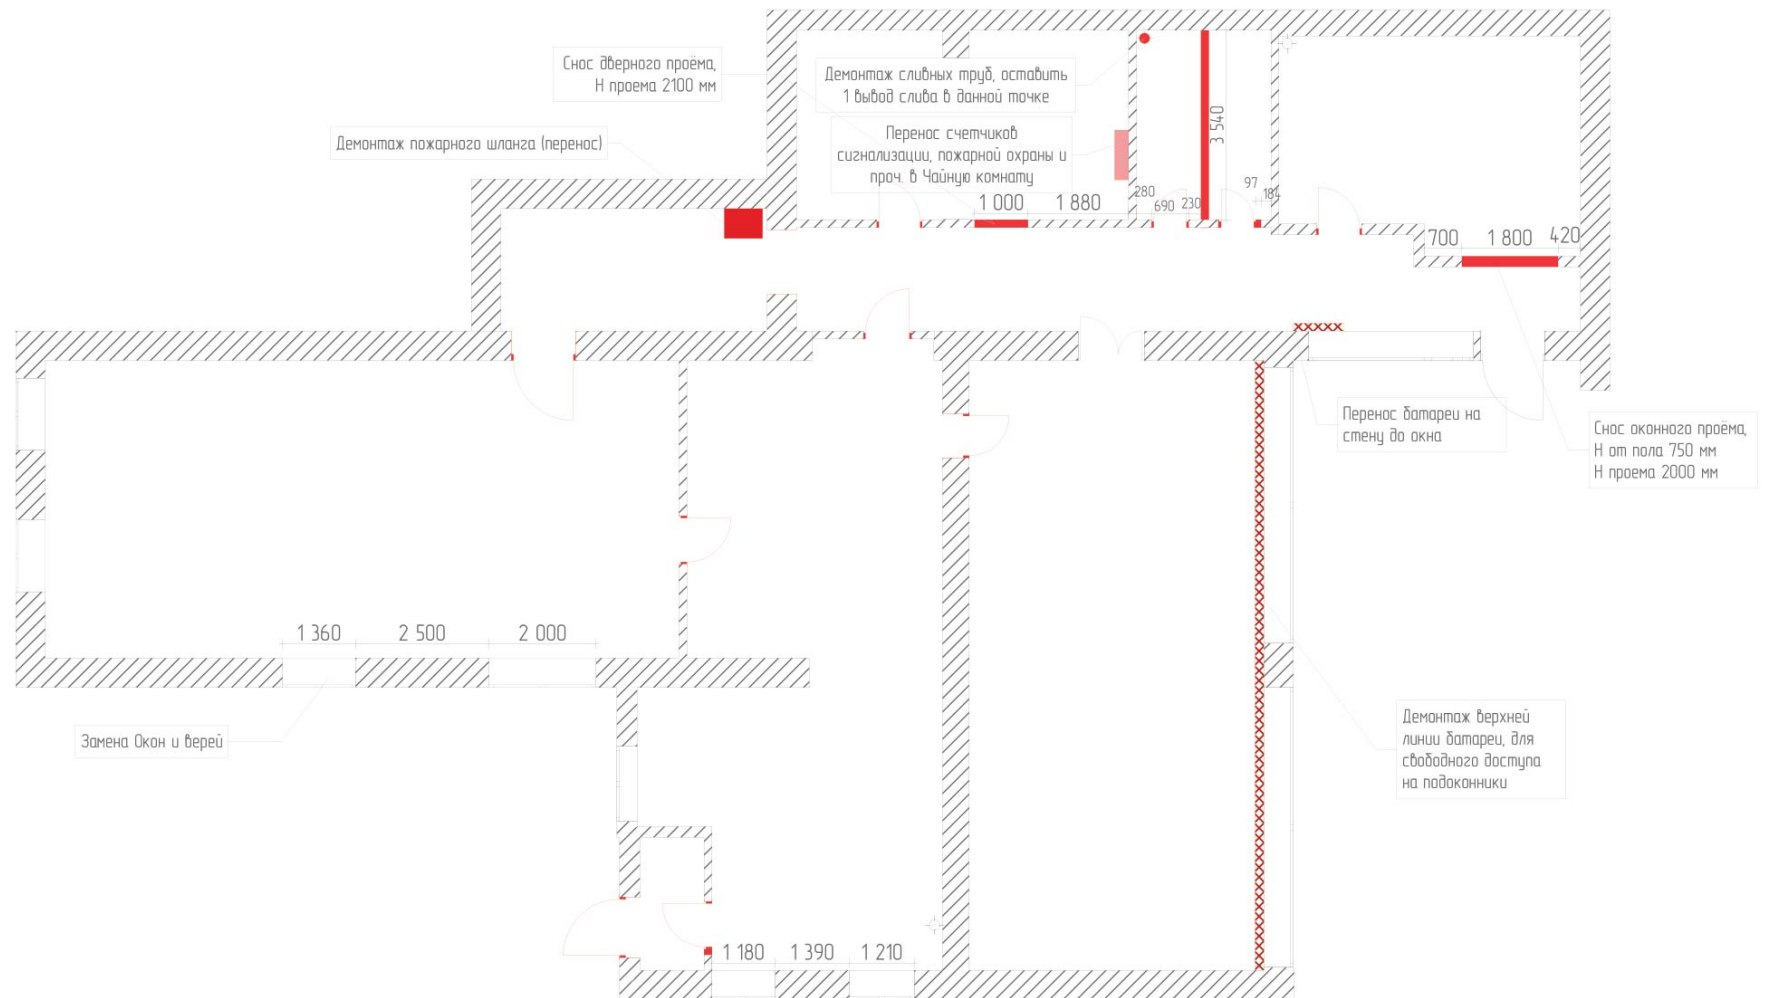 Снос дверного проёма,
Н проема 2100 мм
Демонтаж сливных труб, оставить
1 вывод слива в данной точке
Демонтаж пожарного шланга (перенос)
Перенос счетчиков
сигнализации, пожарной охраны и
проч. в Чайную комнату
3 540
1 000
1 880
280
690
230
97
184
700
1 800
420
Перенос батареи на
стену до окна
Снос оконного проёма,
Н от пола 750 мм
Н проема 2000 мм
1 360
2 500
2 000
Замена Окон и верей
Демонтаж верхней
линии батареи, для
свободного доступа
на подоконники
1 180
1 390
1 210